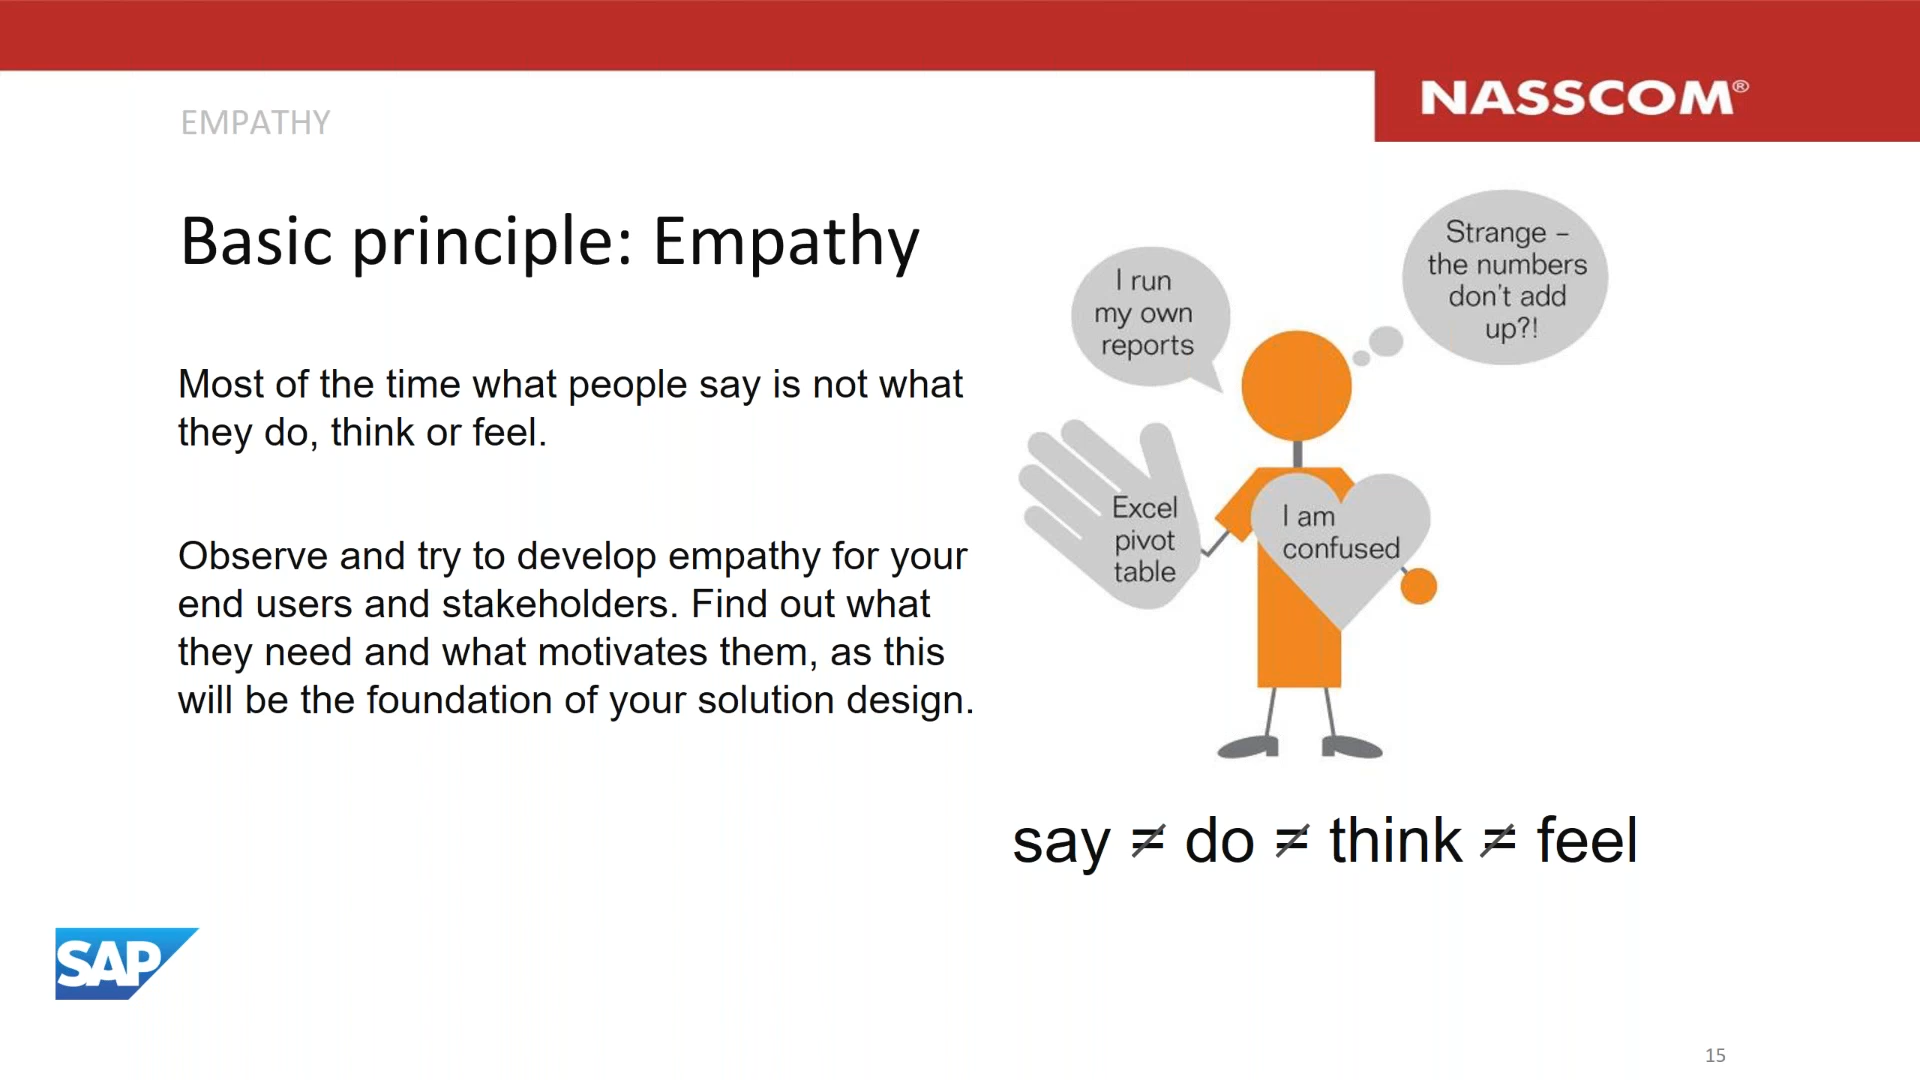 NASSCOM®
EMPATHY
Basic principle: Empathy
Most of the time what people say is not what
they do, think or feel.
Observe and try to develop empathy for your
end users and stakeholders. Find out what
they need and what motivates them, as this
will be the foundation of your solution design.
I run
my own
reports
Strange –
the numbers
don't add
up?!
Excel
pivot
table
I am
confused
say ≠ do ≠ think ≠ feel
SAP
15